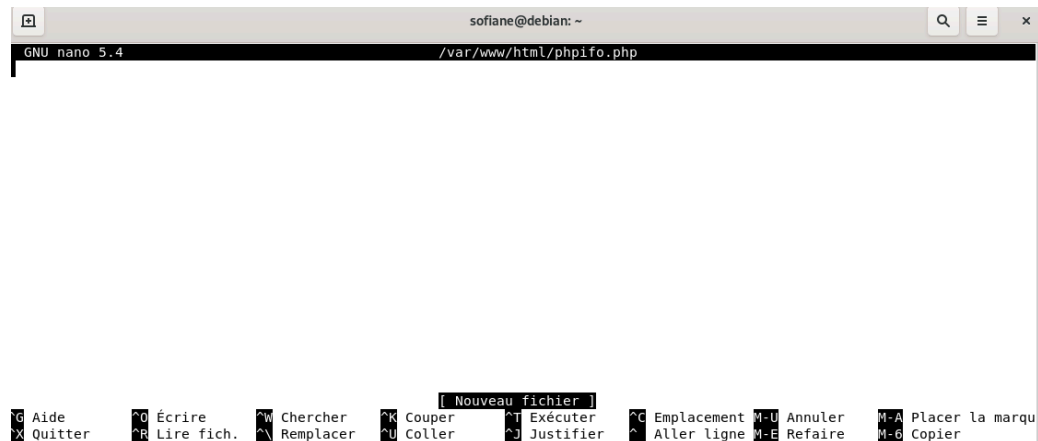 sofiane@debian: ~
GNU nano 5.4 /var/www/html/phpifo.php
[ Nouveau fichier ]
^G Aide ^O Écrire ^W Chercher ^K Couper ^T Exécuter ^C Emplacement M-U Annuler M-A Placer la marqu
^X Quitter ^R Lire fich. ^\ Remplacer ^U Coller ^J Justifier ^ Aller ligne M-E Refaire M-6 Copier